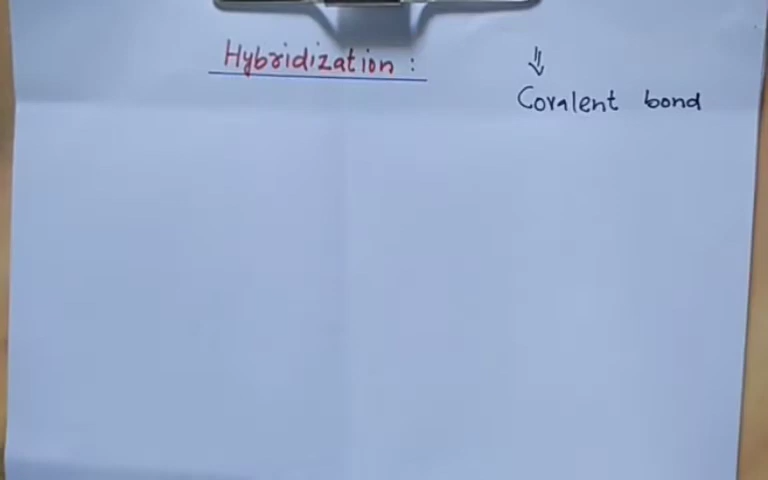 Hybridization :
⇓
Covalent bond